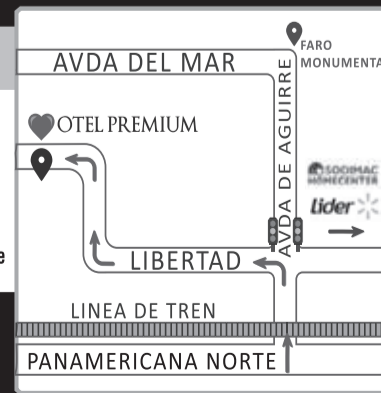 FARO
MONUMENTA
AVDA DEL MAR
AVDA DE AGUIRRE
OTEL PREMIUM
SODIMAC
HOMECENTER
Lider
LIBERTAD
e
LINEA DE TREN
PANAMERICANA NORTE